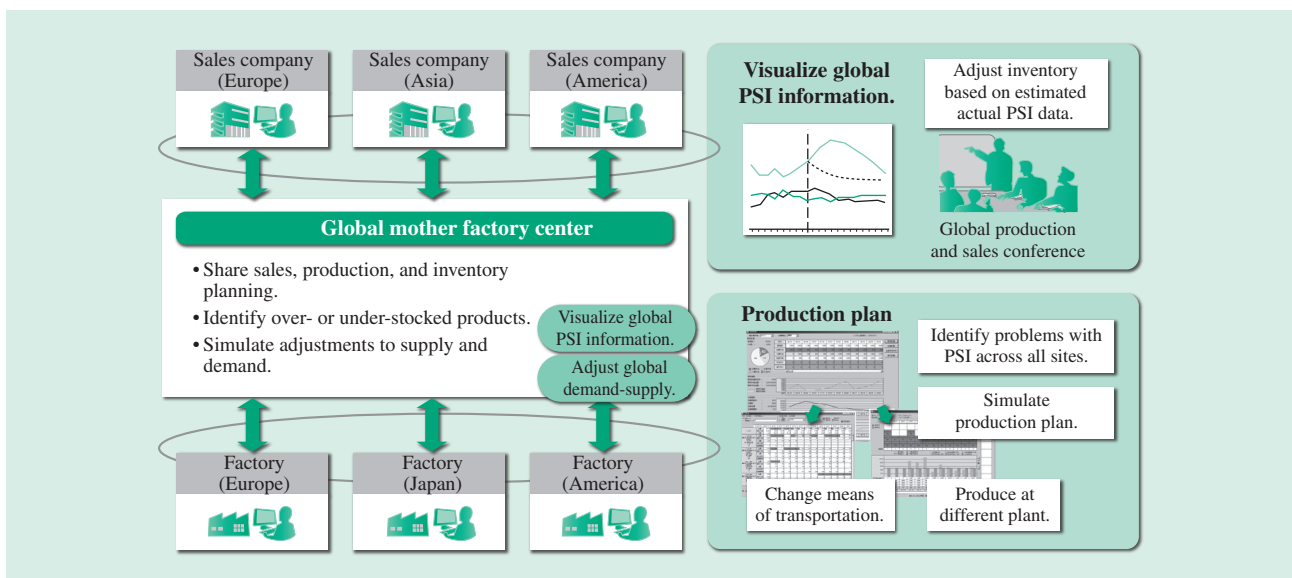 Sales company
(Europe)
Sales company
(Asia)
Sales company
(America)
Global mother factory center
• Share sales, production, and inventory
planning.
• Identify over- or under-stocked products.
• Simulate adjustments to supply and
demand.
Visualize global
PSI information.
Adjust global
demand-supply.
Factory
(Europe)
Factory
(Japan)
Factory
(America)
Visualize global
PSI information.
Adjust inventory
based on estimated
actual PSI data.
Global production
and sales conference
Production plan
Identify problems with
PSI across all sites.
Simulate
production plan.
Change means
of transportation.
Produce at
different plant.